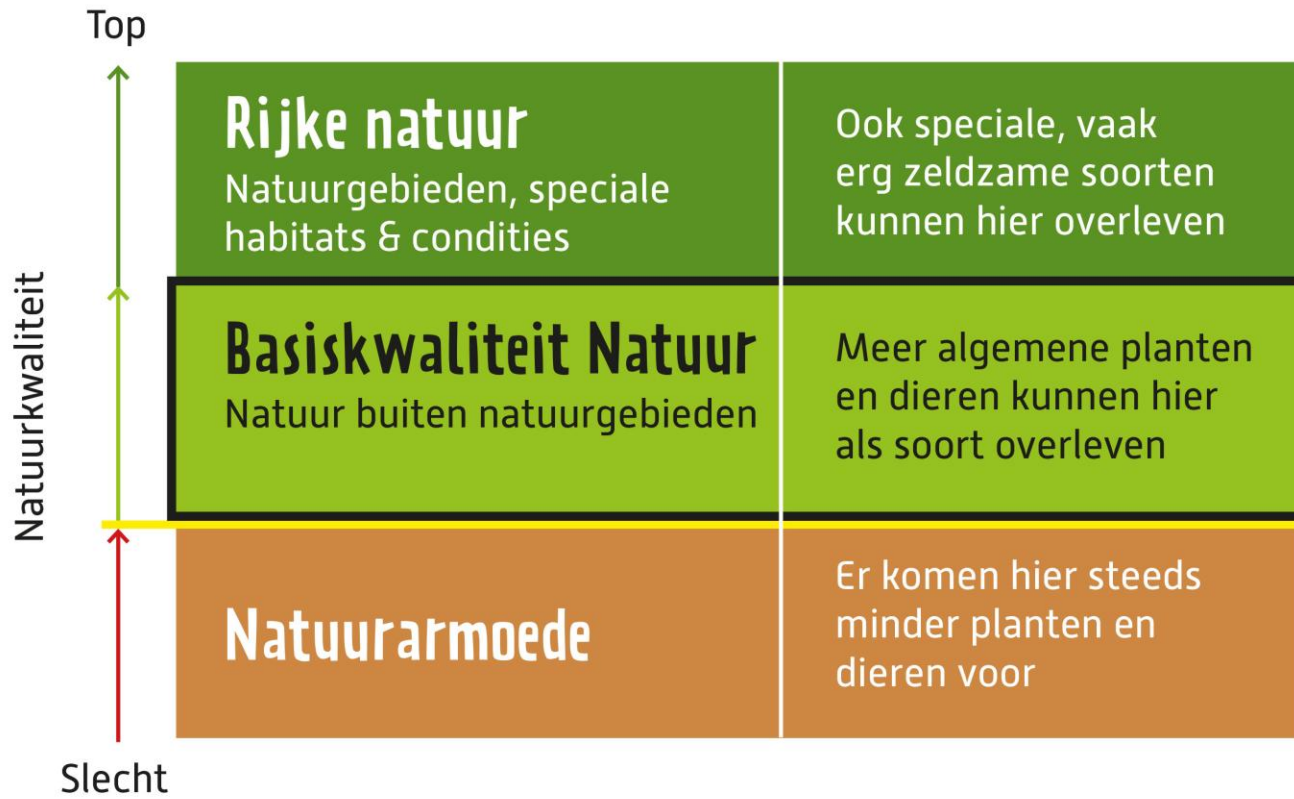 Top
Natuurkwaliteit
Rijke natuur
Natuurgebieden, speciale
habitats & condities
Ook speciale, vaak
erg zeldzame soorten
kunnen hier overleven
Basiskwaliteit Natuur
Natuur buiten natuurgebieden
Meer algemene planten
en dieren kunnen hier
als soort overleven
Natuurarmoede
Er komen hier steeds
minder planten en
dieren voor
Slecht